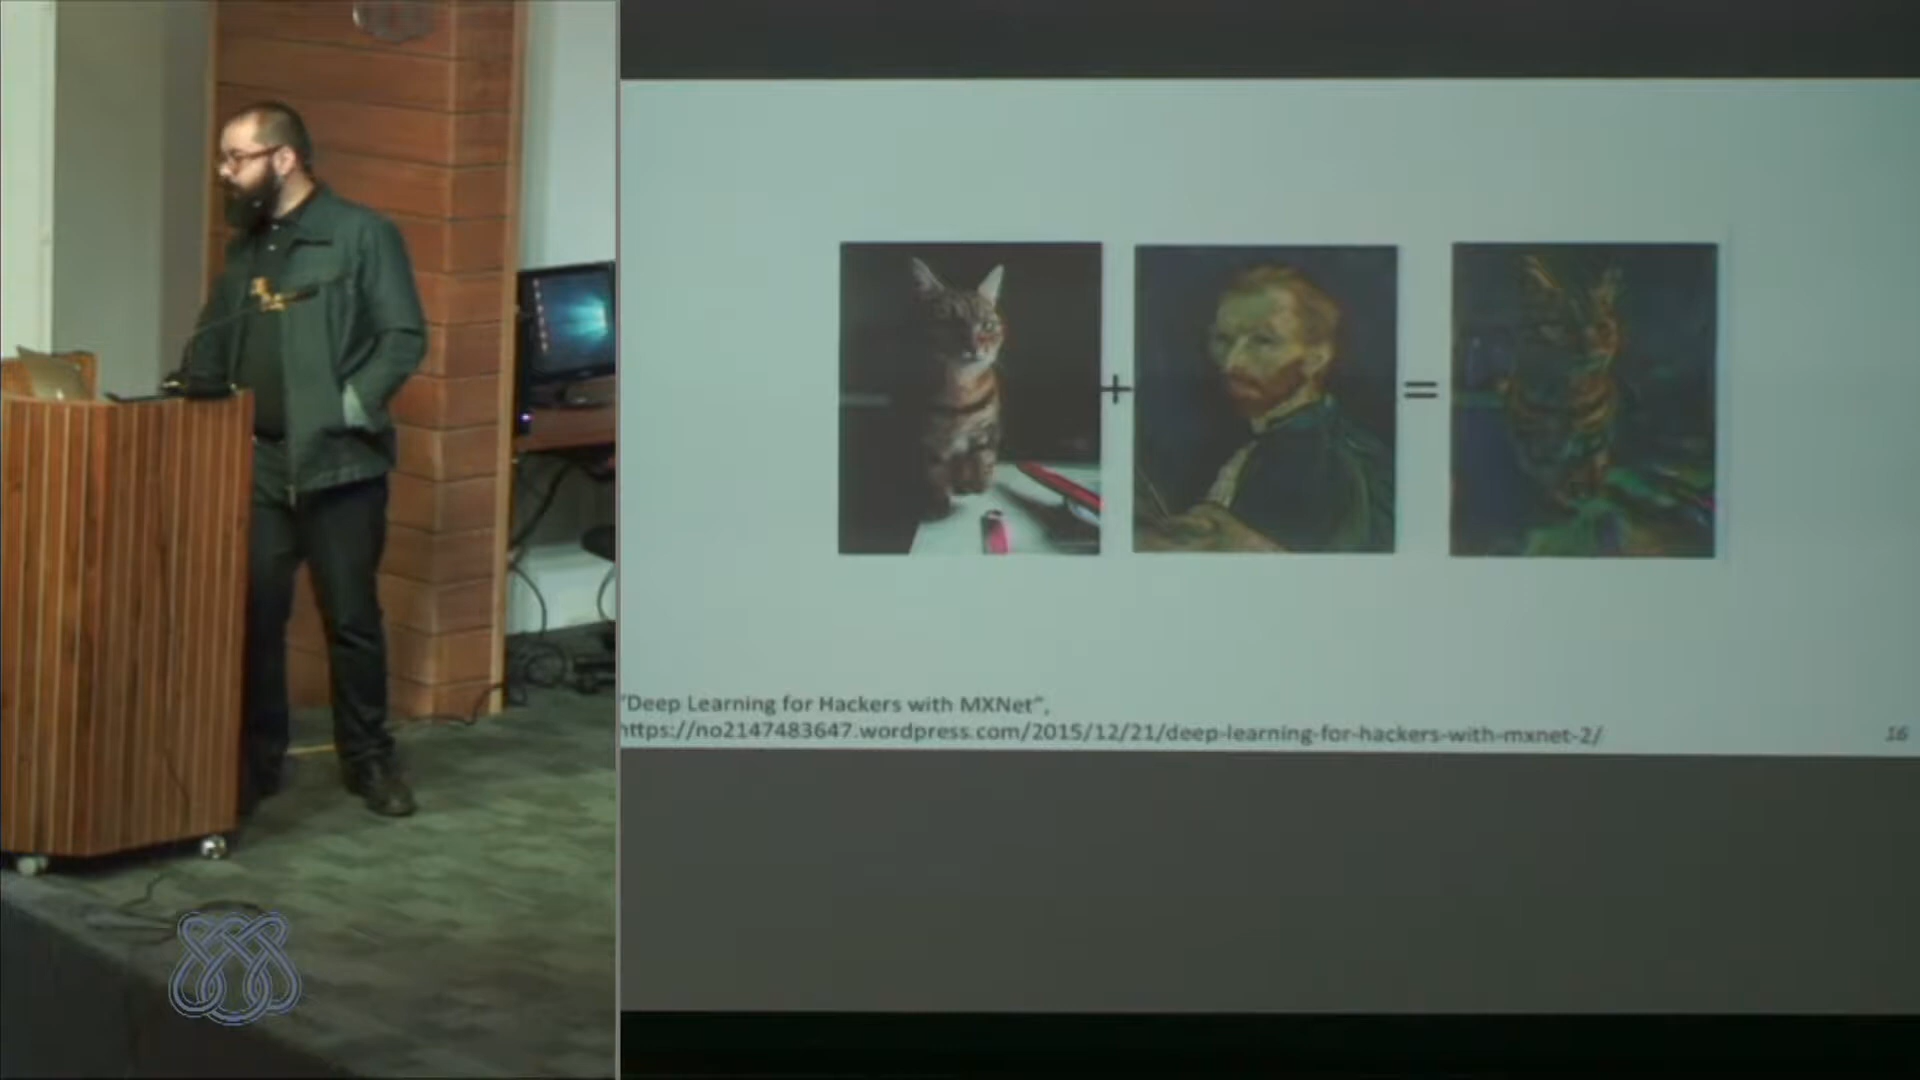 +
=
"Deep Learning for Hackers with MXNet",
https://no2147483647.wordpress.com/2015/12/21/deep-learning-for-hackers-with-mxnet-2/
16